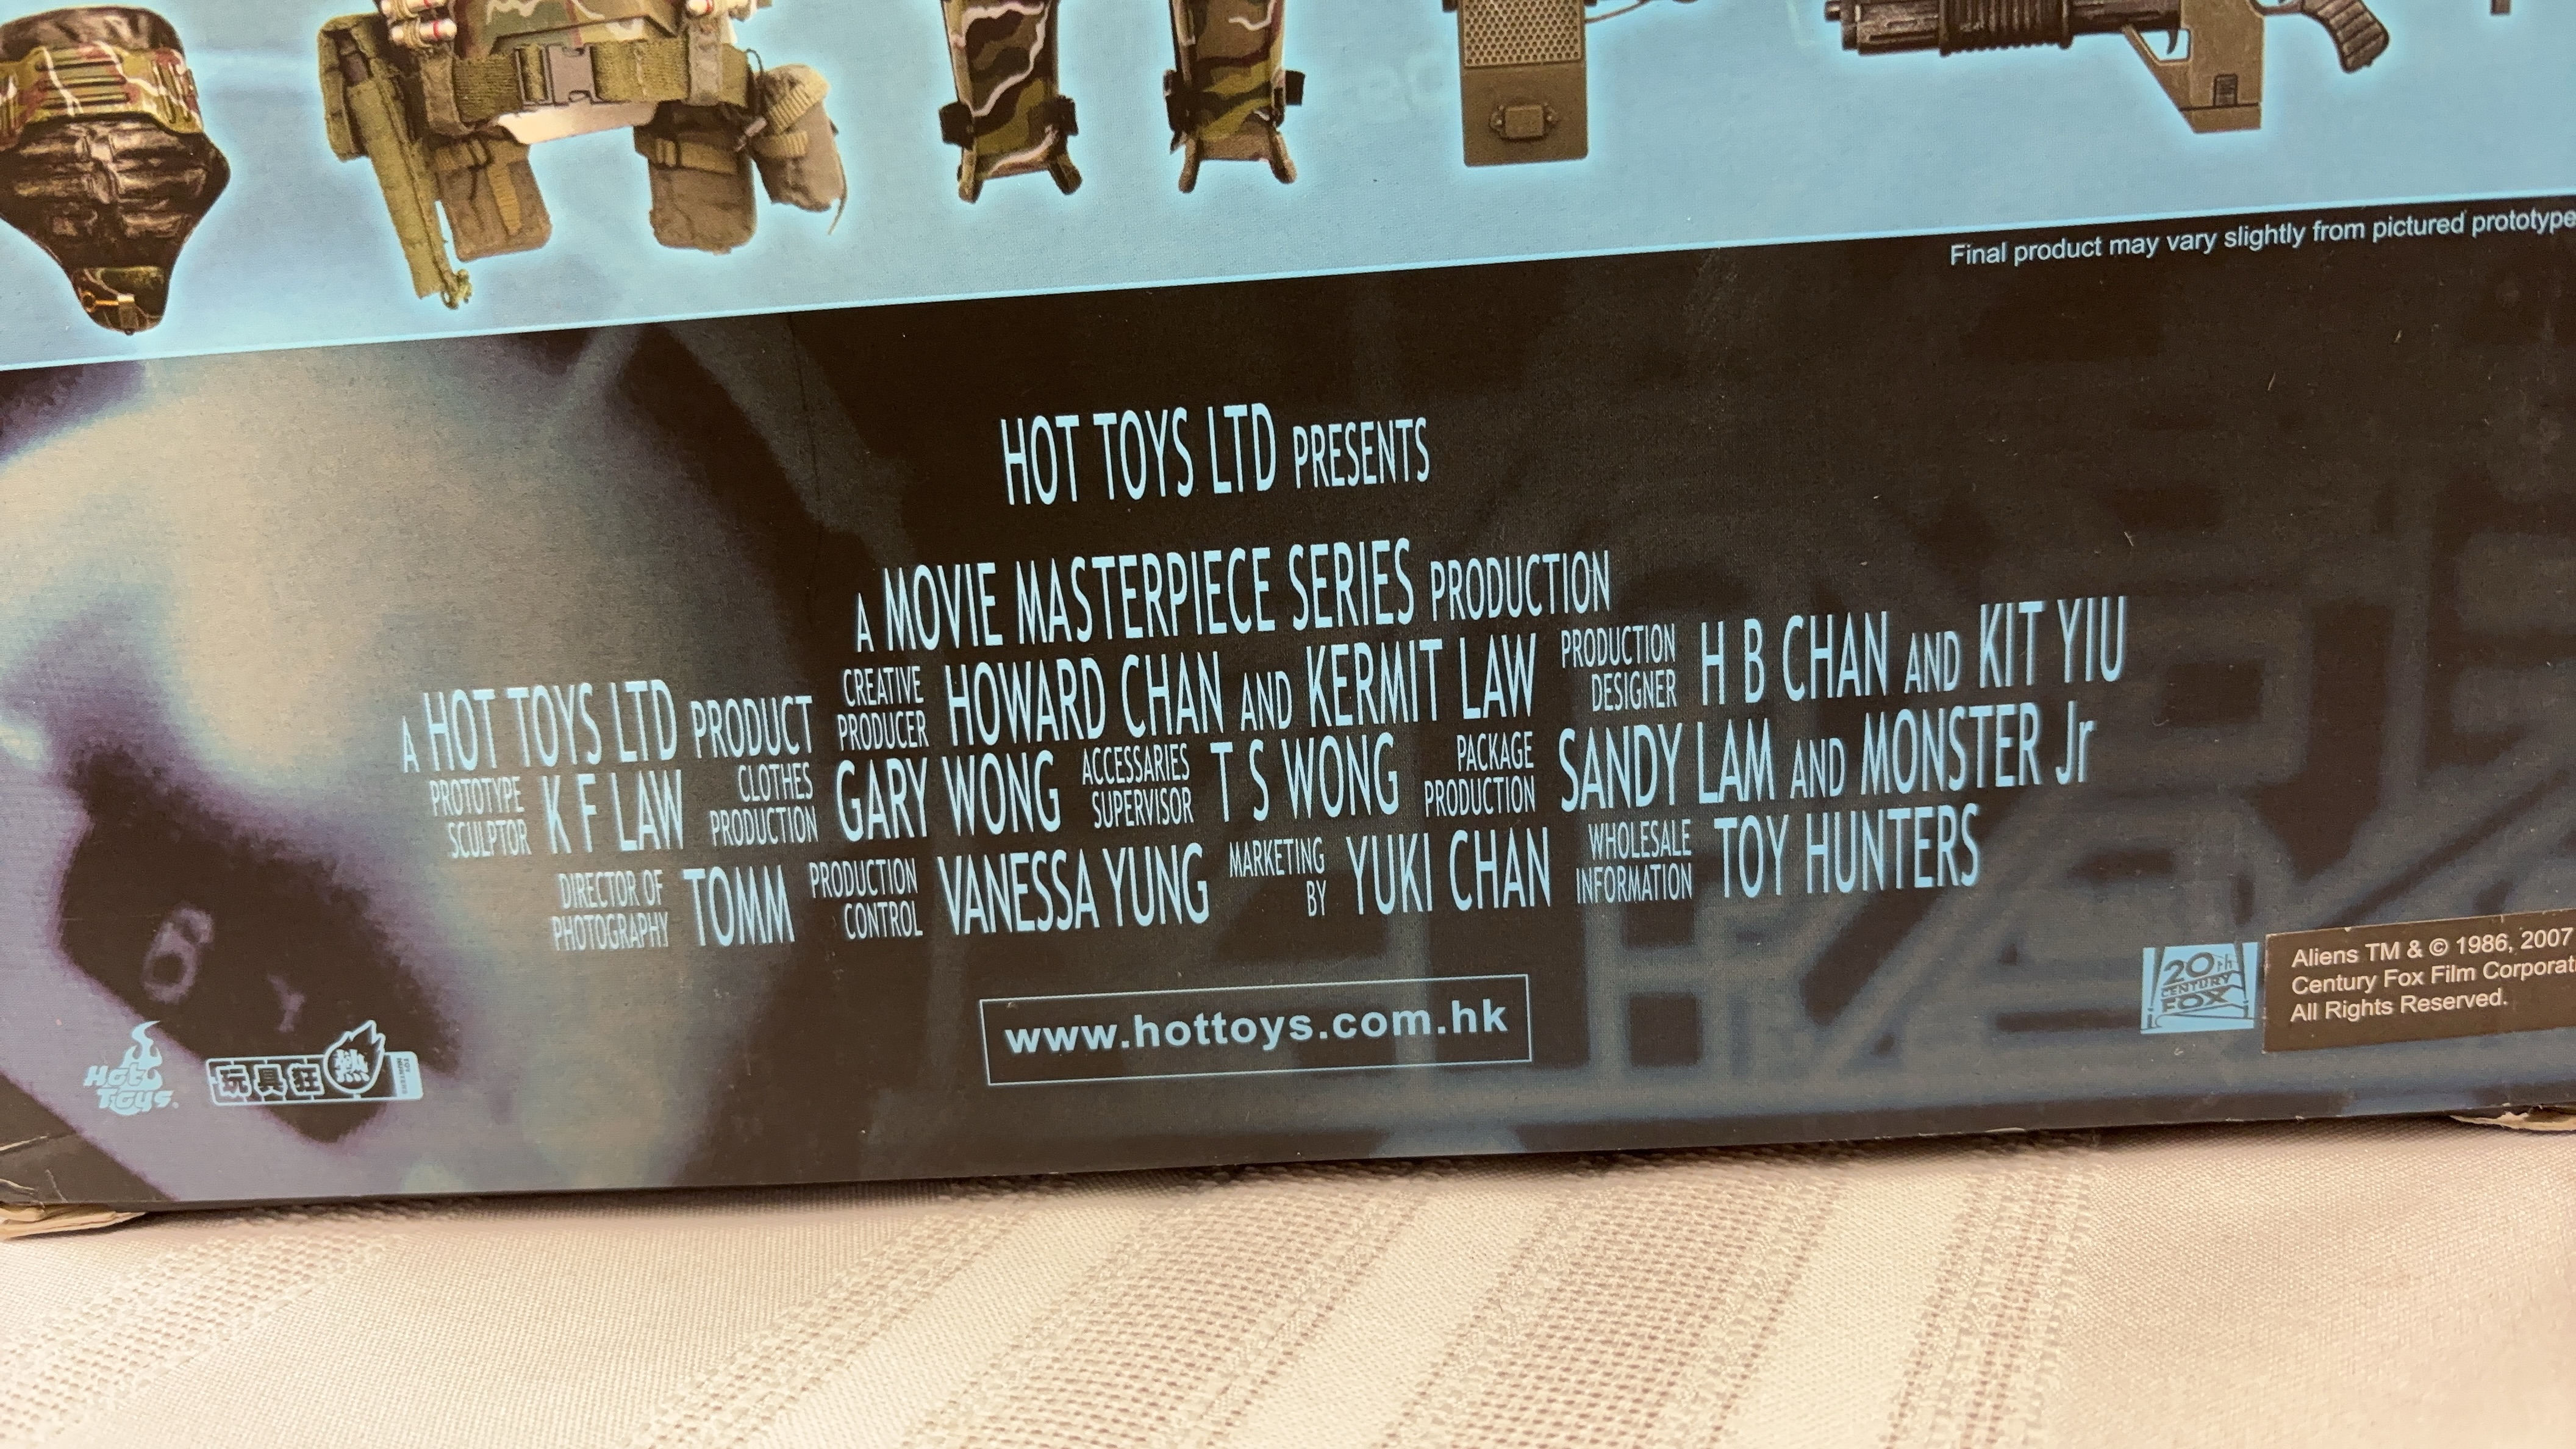 Final product may vary slightly from pictured prototype
HOT TOYS LTD PRESENTS
A MOVIE MASTERPIECE SERIES PRODUCTION
A HOT TOYS LTD PRODUCT CREATIVE PRODUCER HOWARD CHAN AND KERMIT LAW PRODUCTION DESIGNER H B CHAN AND KIT YIU
PROTOTYPE SCULPTOR K F LAW CLOTHES PRODUCTION GARY WONG ACCESSARIES SUPERVISOR T S WONG PACKAGE PRODUCTION SANDY LAM AND MONSTER Jr
DIRECTOR OF PHOTOGRAPHY TOMM PRODUCTION CONTROL VANESSA YUNG MARKETING BY YUKI CHAN WHOLESALE INFORMATION TOY HUNTERS
www.hottoys.com.hk
Hot Toys
玩具狂熱
20th CENTURY FOX
Aliens TM & © 1986, 2007
Century Fox Film Corporat
All Rights Reserved.